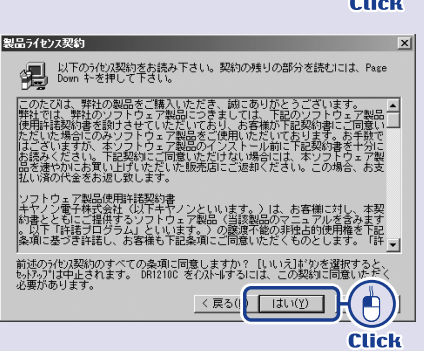 Click
製品ライセンス契約
以下のライセンス契約をお読み下さい。契約の残りの部分を読むには、Page
Down キーを押して下さい。
このたびは、弊社の製品をご購入いただき、誠にありがとうございます。
弊社では、弊社のソフトウェア製品につきましては、下記のソフトウェア製品
使用許諾契約書を設けさせていただいており、お客様が下記契約書にご同意い
ただいた場合にのみソフトウェア製品をご使用いただいております。お手数で
はございますが、本ソフトウェア製品のインストール前に下記契約書を十分に
お読みください。下記契約にご同意いただけない場合には、本ソフトウェア製
品を速やかにお買い上げいただいた販売店にご返却ください。この場合、お支
払い済の代金をお返し致します。
ソフトウェア製品使用許諾契約書
キヤノン電子株式会社（以下キヤノンといいます。）は、お客様に対し、本契
約書とともにご提供するソフトウェア製品（当該製品のマニュアルを含みます
。以下「許諾プログラム」といいます。）の譲渡不能の非独占的使用権を下記
条項に基づき許諾し、お客様も下記条項にご同意いただくものとします。「許
前述のライセンス契約のすべての条項に同意しますか? [いいえ]ボタンを選択すると、
セットアップは中止されます。 DR1210C をインストールするには、この契約に同意いただく
必要があります。
< 戻る(
はい(Y)
Click